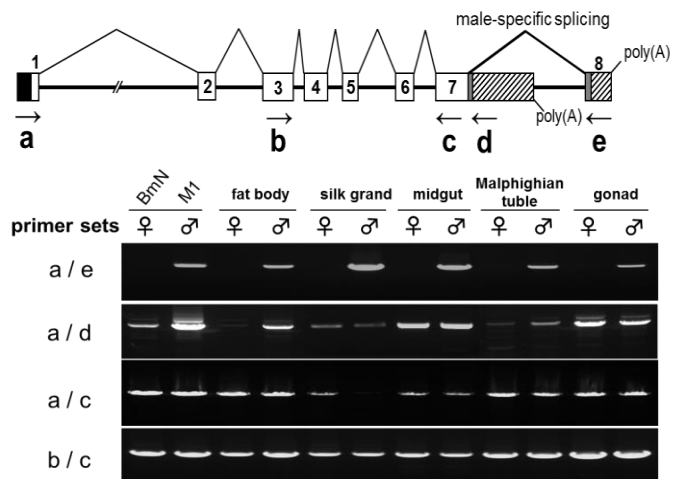 male-specific splicing
poly(A)
1 2 3 4 5 6 7 8
poly(A)
a b c d e
BmN M1 fat body silk grand midgut Malphighian tuble gonad
primer sets ♀ ♂ ♀ ♂ ♀ ♂ ♀ ♂ ♀ ♂ ♀ ♂
a / e
a / d
a / c
b / c